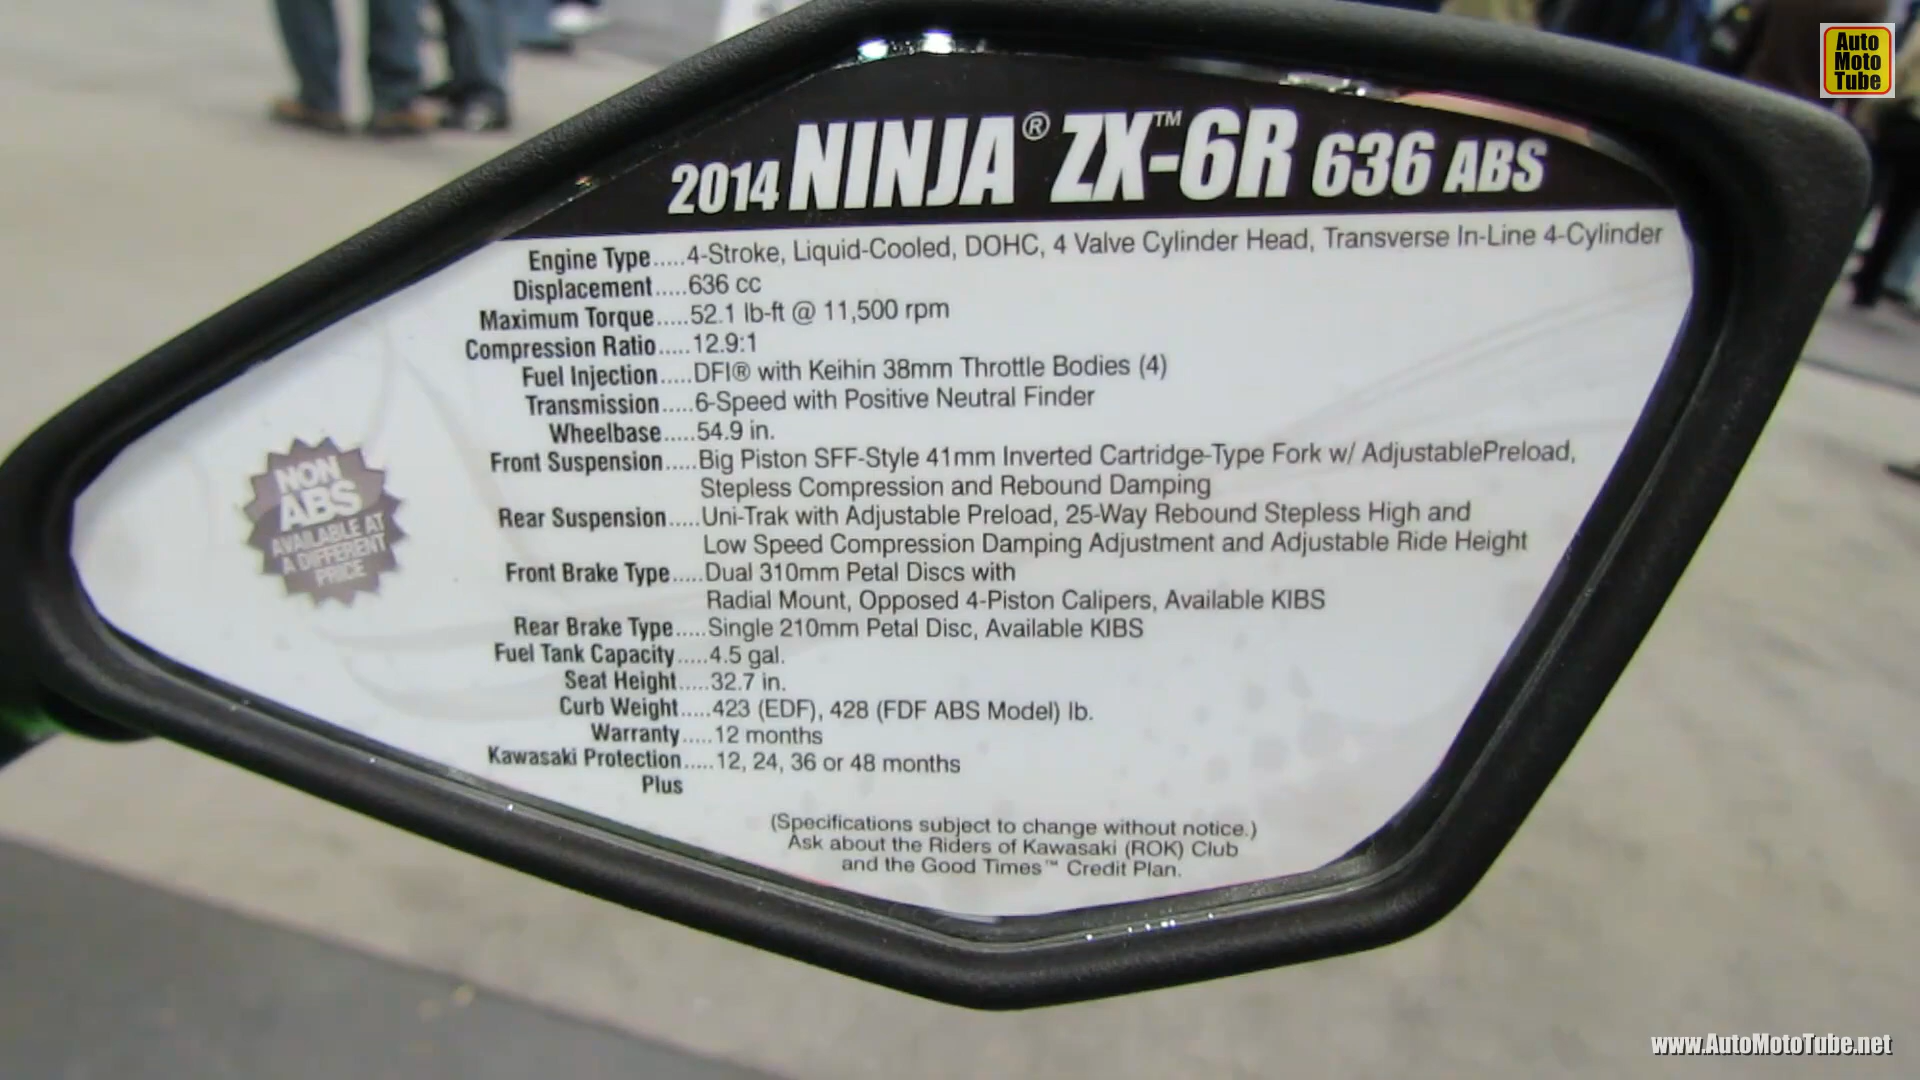 Auto
Moto
Tube
2014 NINJA® ZX™-6R 636 ABS
Engine Type.....4-Stroke, Liquid-Cooled, DOHC, 4 Valve Cylinder Head, Transverse In-Line 4-Cylinder
Displacement.....636 cc
Maximum Torque.....52.1 lb-ft @ 11,500 rpm
Compression Ratio.....12.9:1
Fuel Injection.....DFI® with Keihin 38mm Throttle Bodies (4)
Transmission.....6-Speed with Positive Neutral Finder
Wheelbase.....54.9 in.
Front Suspension.....Big Piston SFF-Style 41mm Inverted Cartridge-Type Fork w/ AdjustablePreload,
Stepless Compression and Rebound Damping
Rear Suspension.....Uni-Trak with Adjustable Preload, 25-Way Rebound Stepless High and
Low Speed Compression Damping Adjustment and Adjustable Ride Height
Front Brake Type.....Dual 310mm Petal Discs with
Radial Mount, Opposed 4-Piston Calipers, Available KIBS
Rear Brake Type.....Single 210mm Petal Disc, Available KIBS
Fuel Tank Capacity.....4.5 gal.
Seat Height.....32.7 in.
Curb Weight.....423 (EDF), 428 (FDF ABS Model) lb.
Warranty.....12 months
Kawasaki Protection.....12, 24, 36 or 48 months
Plus
NON
ABS
AVAILABLE AT
A DIFFERENT
PRICE
(Specifications subject to change without notice.)
Ask about the Riders of Kawasaki (ROK) Club
and the Good Times™ Credit Plan.
www.AutoMotoTube.net